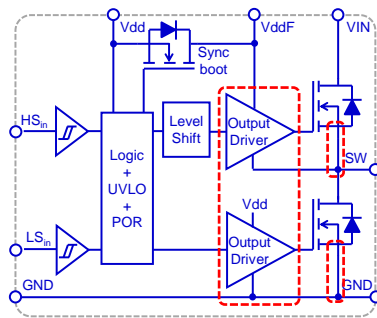 Vdd
VddF
VIN
Sync
boot
HSin
Level
Shift
Output
Driver
Logic
+
UVLO
+
POR
SW
Vdd
LSin
Output
Driver
GND
GND